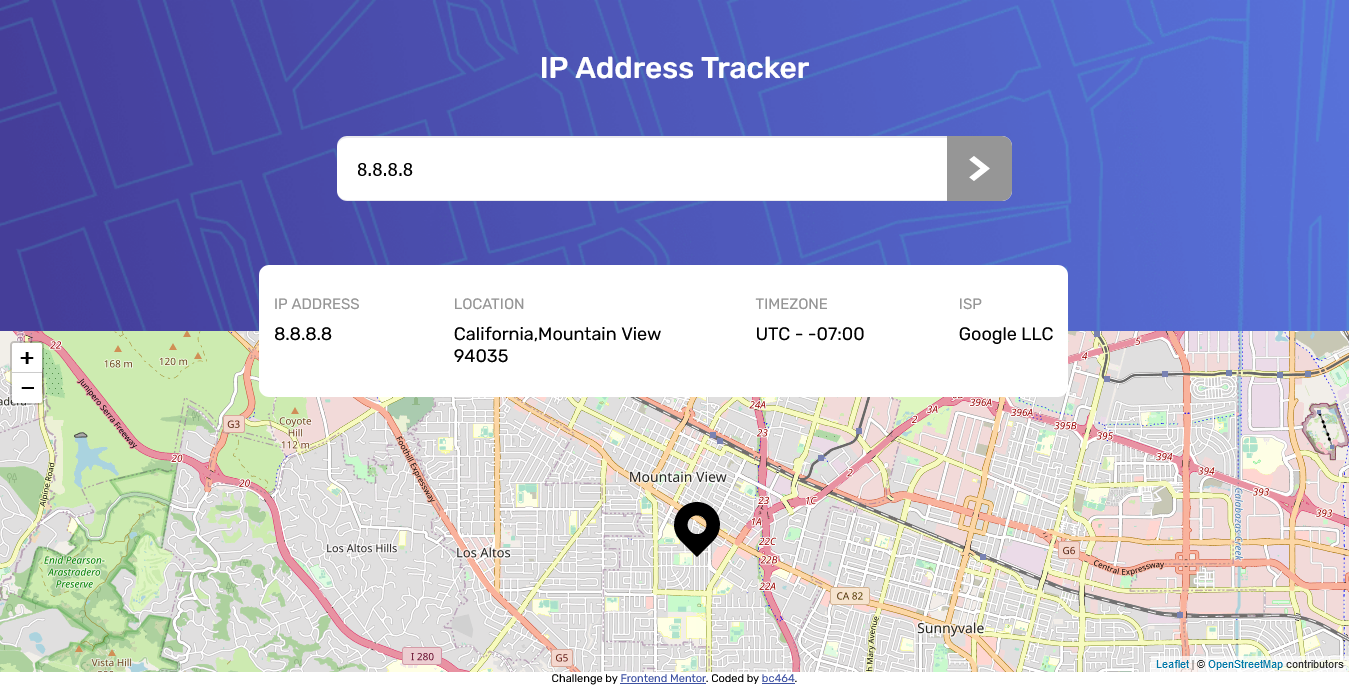 IP Address Tracker
8.8.8.8
IP ADDRESS
8.8.8.8
LOCATION
California,Mountain View
94035
TIMEZONE
UTC - -07:00
ISP
Google LLC
+
−
22
168 m
120 m
Junipero Serra Freeway
G3
Coyote
Hill
112 m
20
20
Alpine Road
Foothill Expressway
Enid Pearson-
Arastradero
Preserve
Vista Hill
Los Altos Hills
Los Altos
I 280
G5
Mountain View
24A
23
23
1A
1C
22C
22B
22A
2
3A
4
5
396A
396A
395B
395
394
394
393
393
G6
Central Expressway
Calabazas Creek
CA 82
Sunnyvale
h Mary Avenue
Leaflet | © OpenStreetMap contributors
Challenge by Frontend Mentor. Coded by bc464.